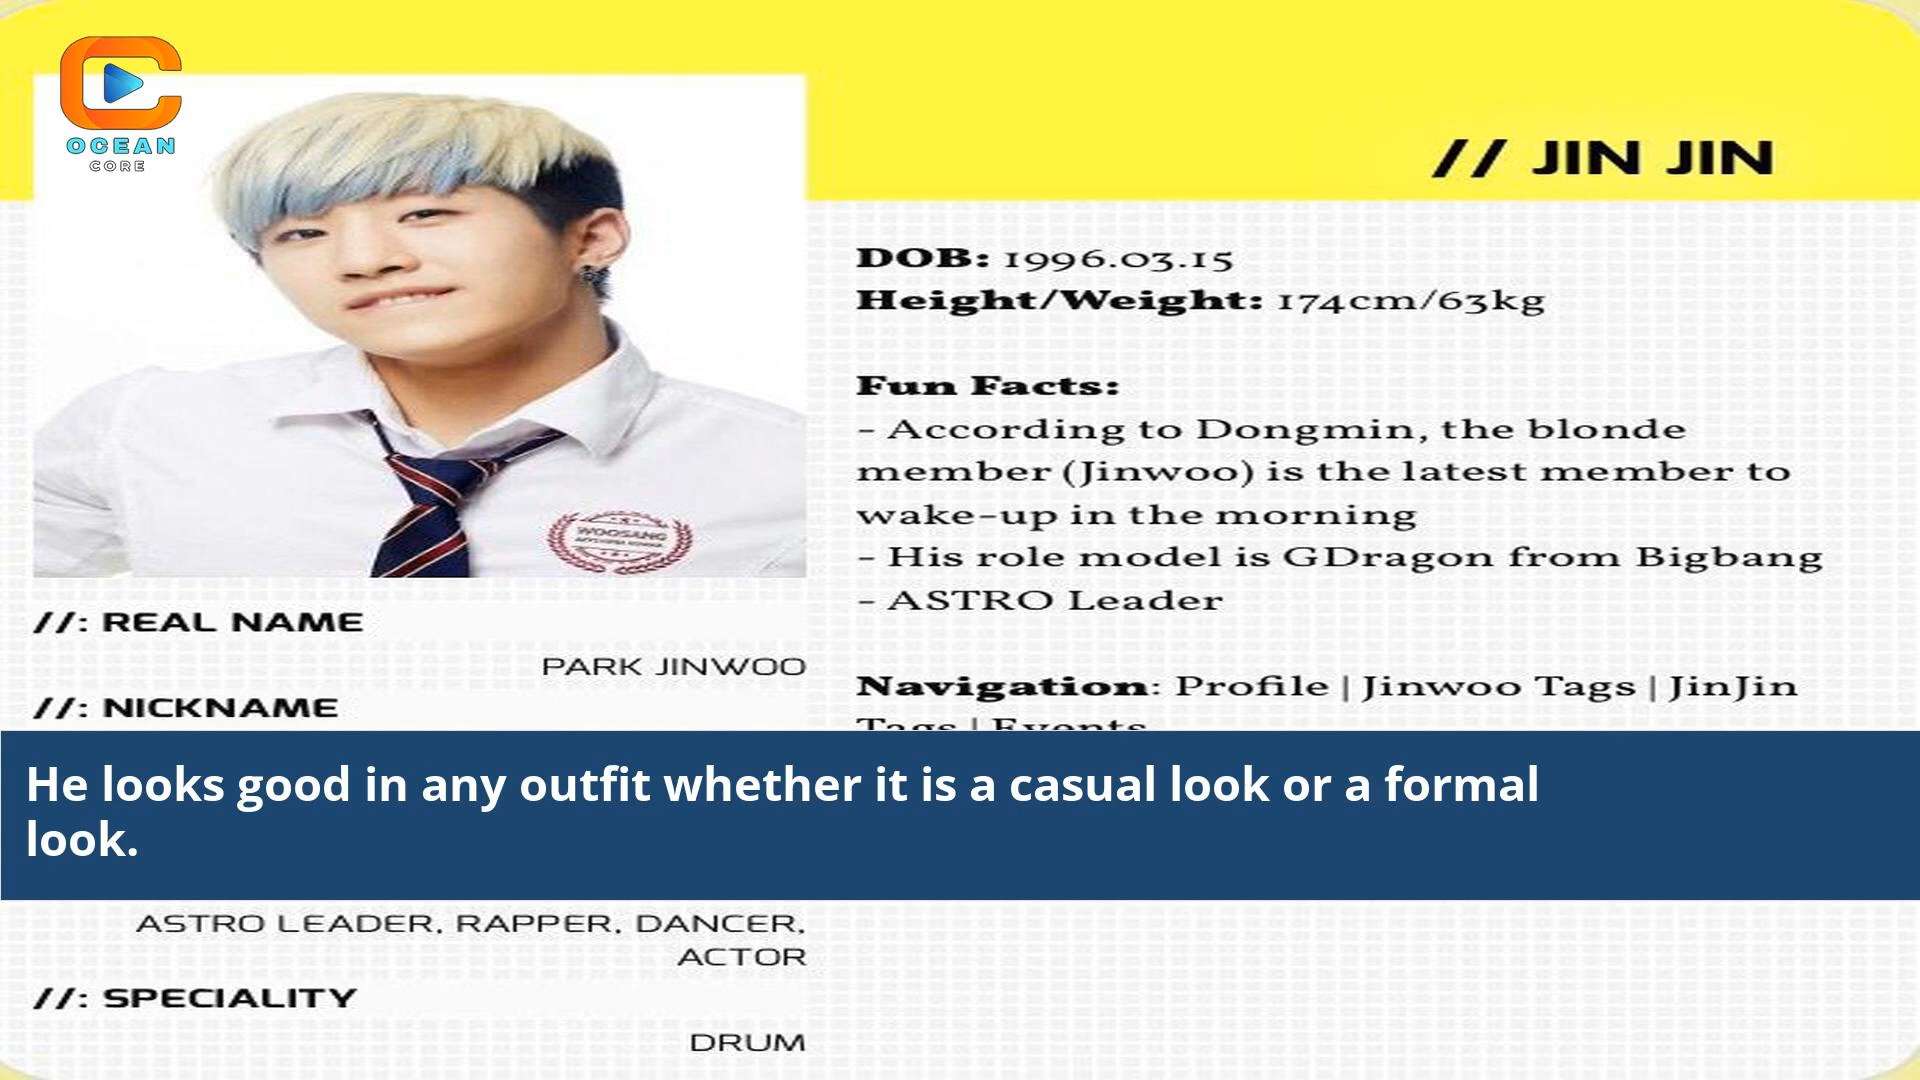 OCEAN
CORE
// JIN JIN
DOB: 1996.03.15
Height/Weight: 174cm/63kg
Fun Facts:
- According to Dongmin, the blonde
member (Jinwoo) is the latest member to
wake-up in the morning
- His role model is GDragon from Bigbang
- ASTRO Leader
Navigation: Profile | Jinwoo Tags | JinJin
Tags | Events
WOOSANG
//: REAL NAME
PARK JINWOO
//: NICKNAME
He looks good in any outfit whether it is a casual look or a formal
look.
ASTRO LEADER, RAPPER, DANCER,
ACTOR
//: SPECIALITY
DRUM